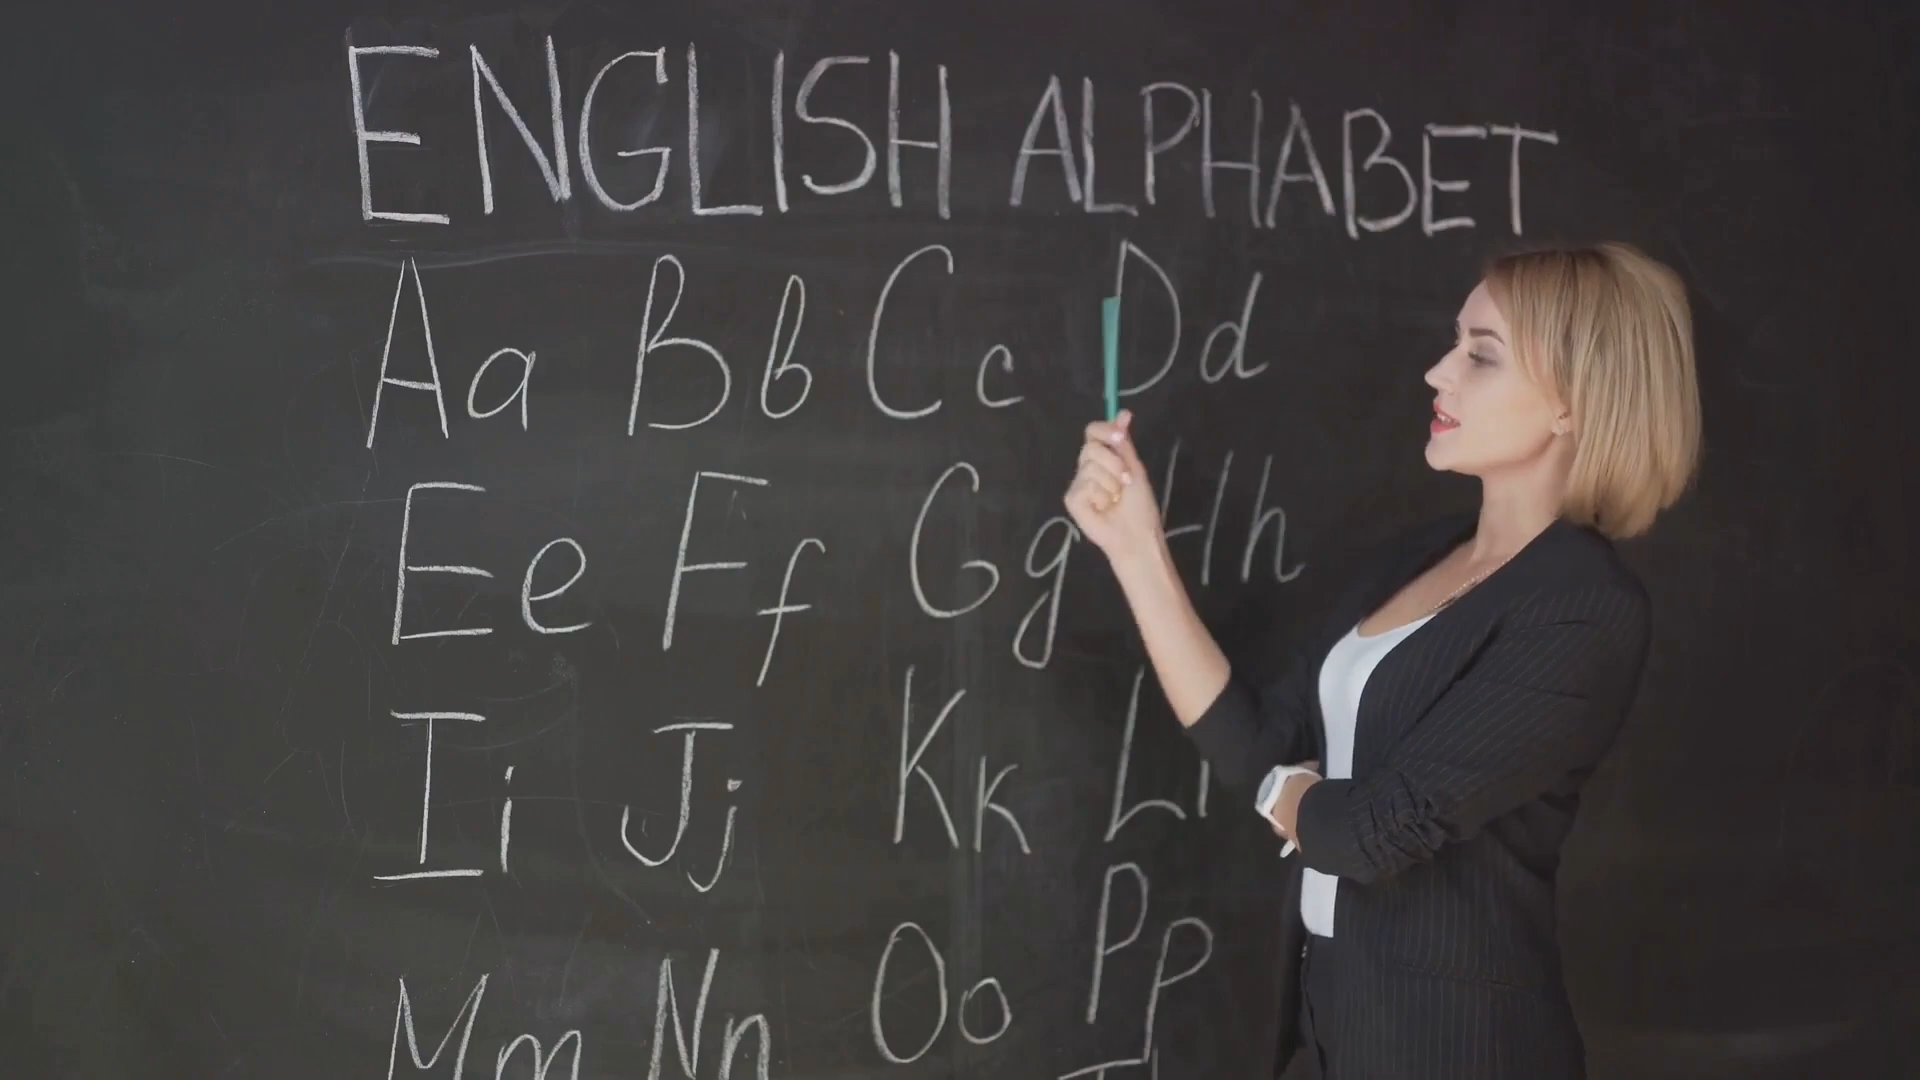 ENGLISH ALPHABET
Aa Bb Cc Dd
Ee Ff Gg Hh
Ii Jj Kk Ll
Mm Nn Oo Pp